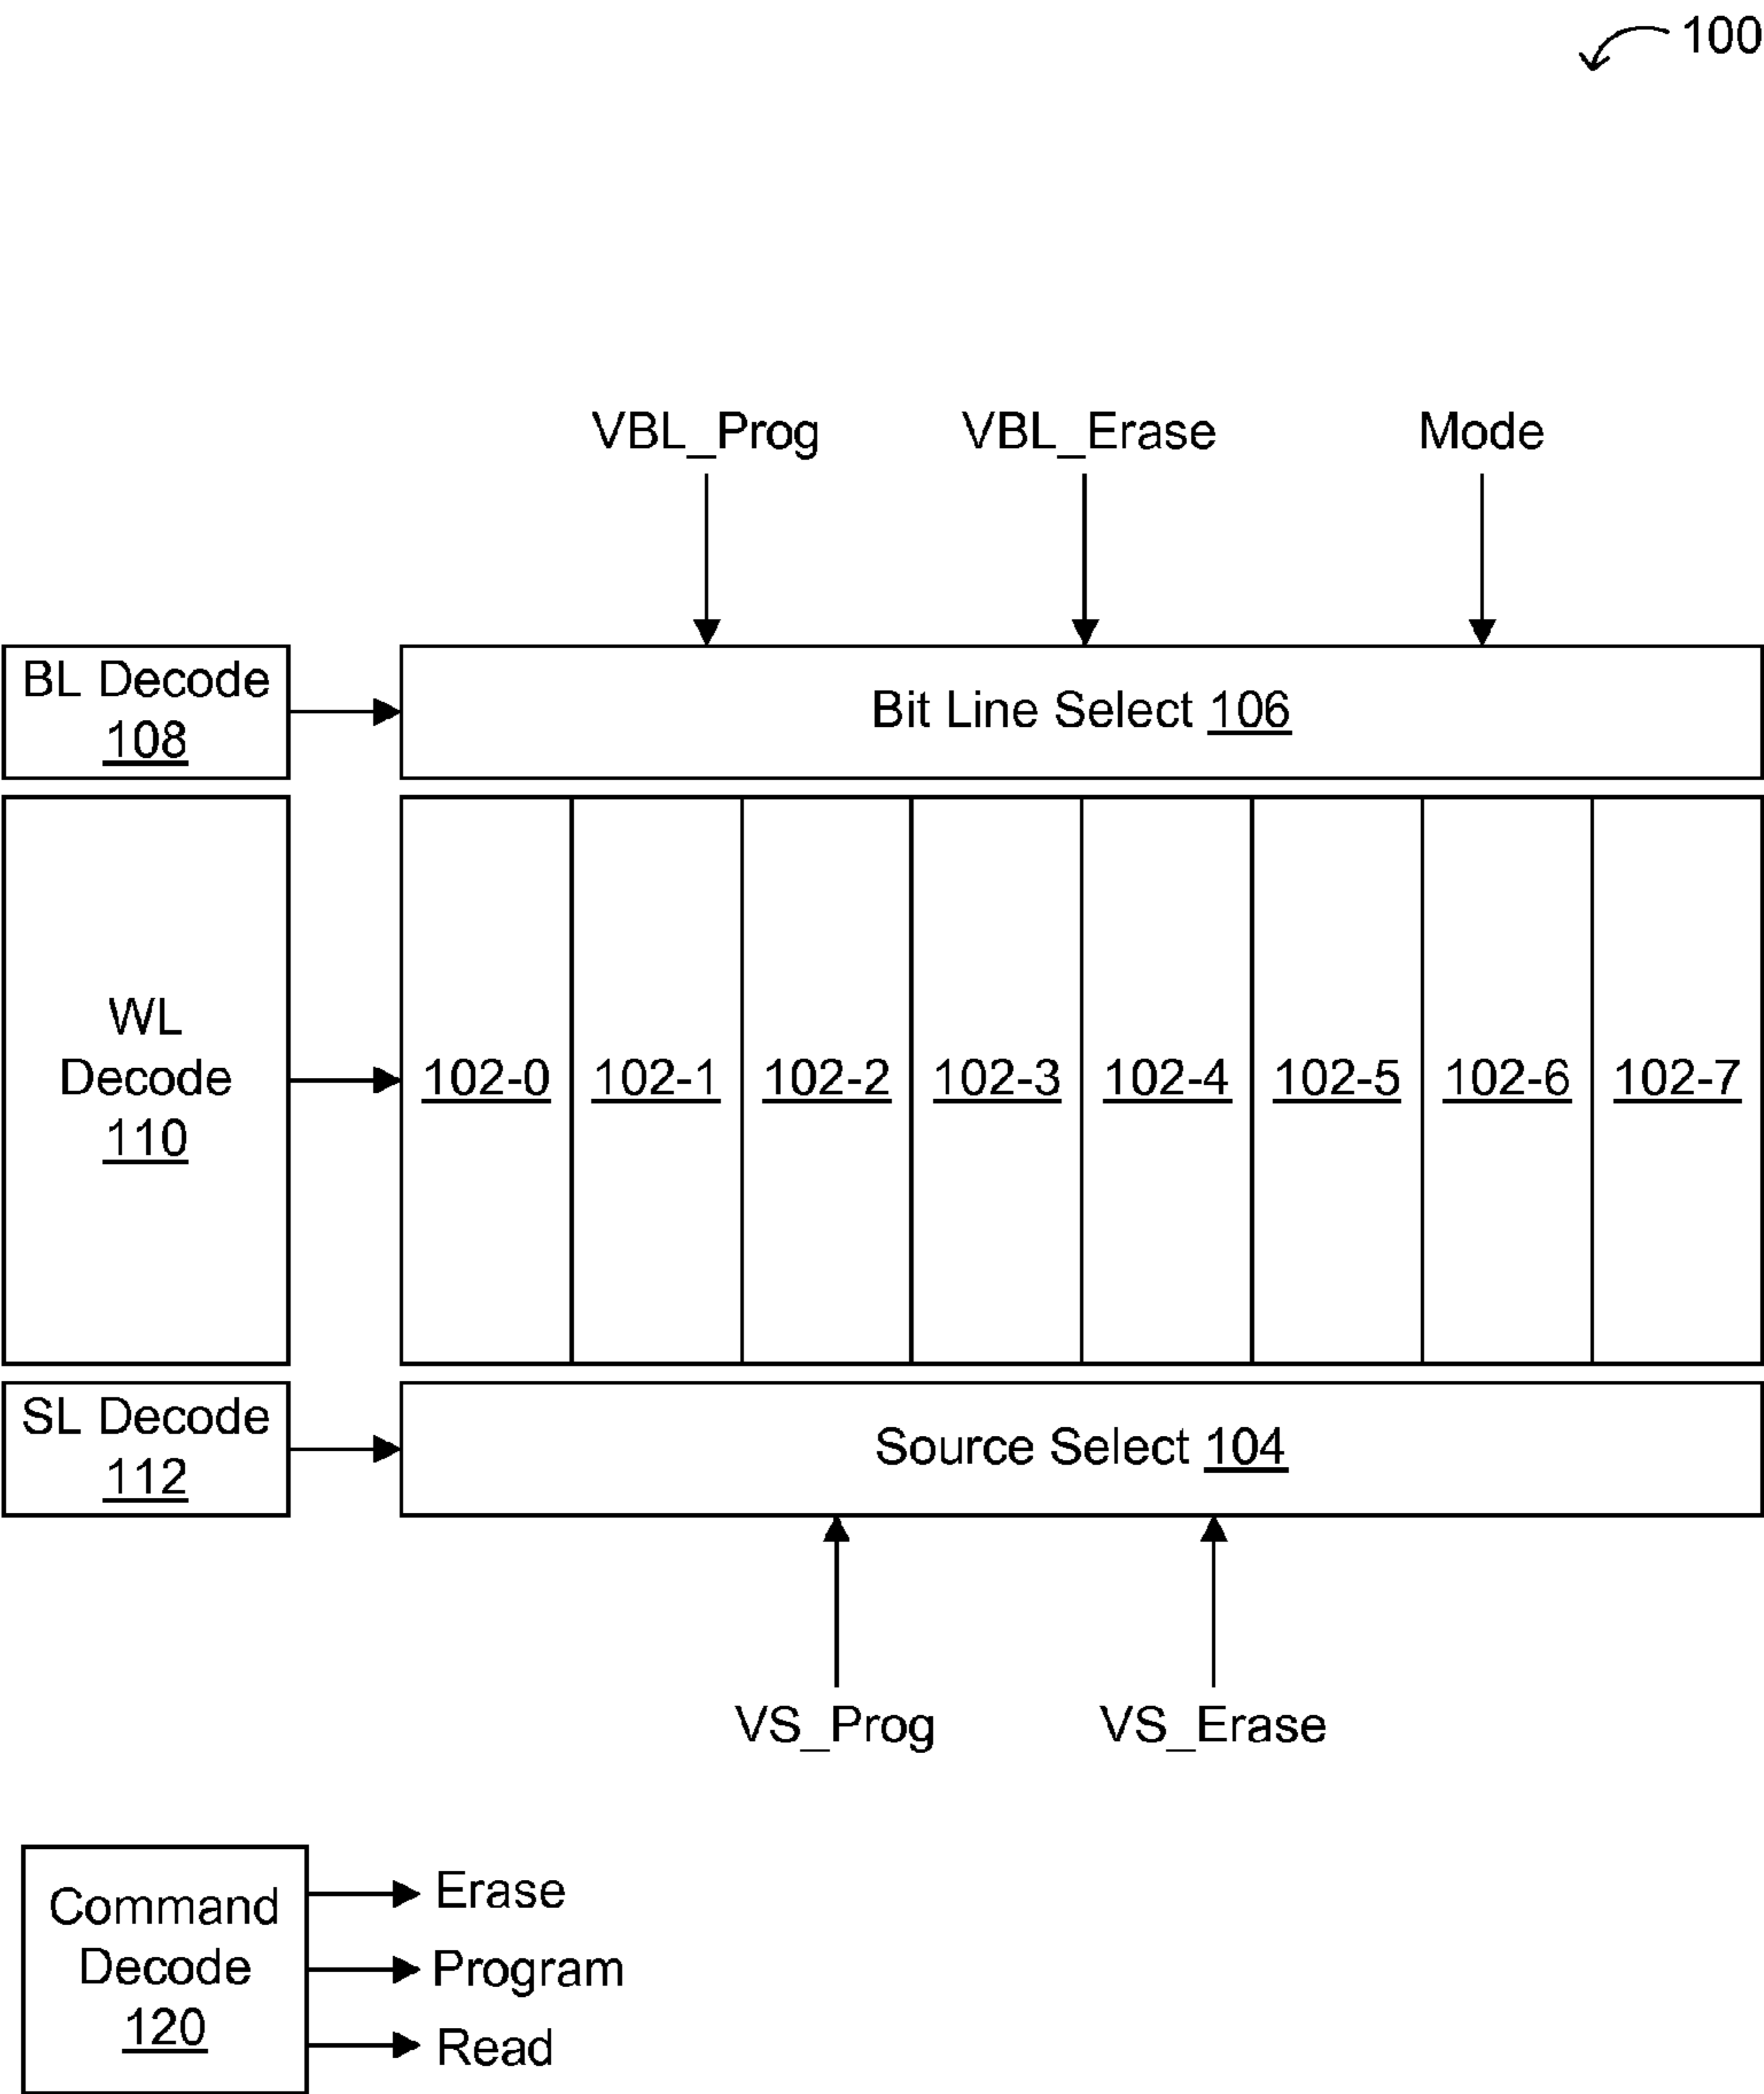 100
VBL_Prog VBL_Erase Mode
BL Decode
108
Bit Line Select 106
WL
Decode
110
102-0 102-1 102-2 102-3 102-4 102-5 102-6 102-7
SL Decode
112
Source Select 104
VS_Prog VS_Erase
Command
Decode
120
Erase
Program
Read